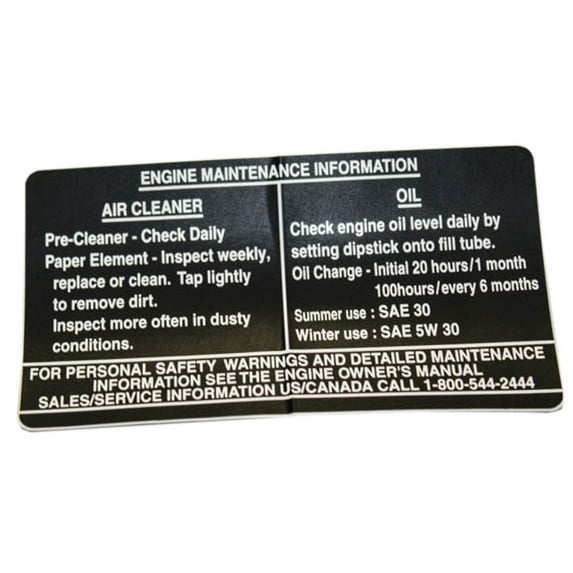 ENGINE MAINTENANCE INFORMATION
AIR CLEANER
Pre-Cleaner - Check Daily
Paper Element - Inspect weekly,
replace or clean. Tap lightly
to remove dirt.
Inspect more often in dusty
conditions.
OIL
Check engine oil level daily by
setting dipstick onto fill tube.
Oil Change - Initial 20 hours/1 month
100hours/every 6 months
Summer use : SAE 30
Winter use : SAE 5W 30
FOR PERSONAL SAFETY WARNINGS AND DETAILED MAINTENANCE
INFORMATION SEE THE ENGINE OWNER'S MANUAL
SALES/SERVICE INFORMATION US/CANADA CALL 1-800-544-2444